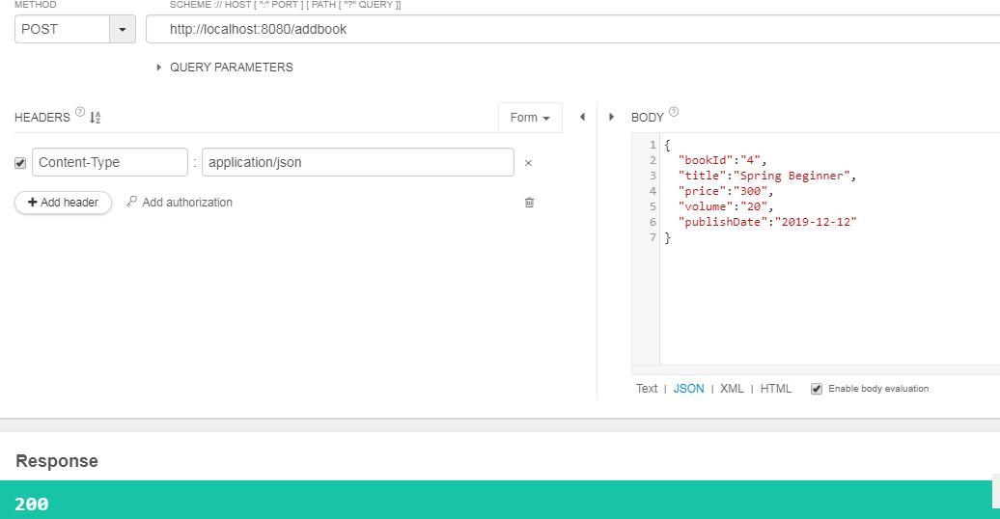 METHOD
SCHEME :// HOST [ ":" PORT ] [ PATH [ "?" QUERY ]]
POST
http://localhost:8080/addbook
QUERY PARAMETERS
HEADERS ?
Form
Content-Type : application/json ×
+ Add header
Add authorization
BODY ?
1 {
2 "bookId":"4",
3 "title":"Spring Beginner",
4 "price":"300",
5 "volume":"20",
6 "publishDate":"2019-12-12"
7 }
Text | JSON | XML | HTML
Enable body evaluation
Response
200